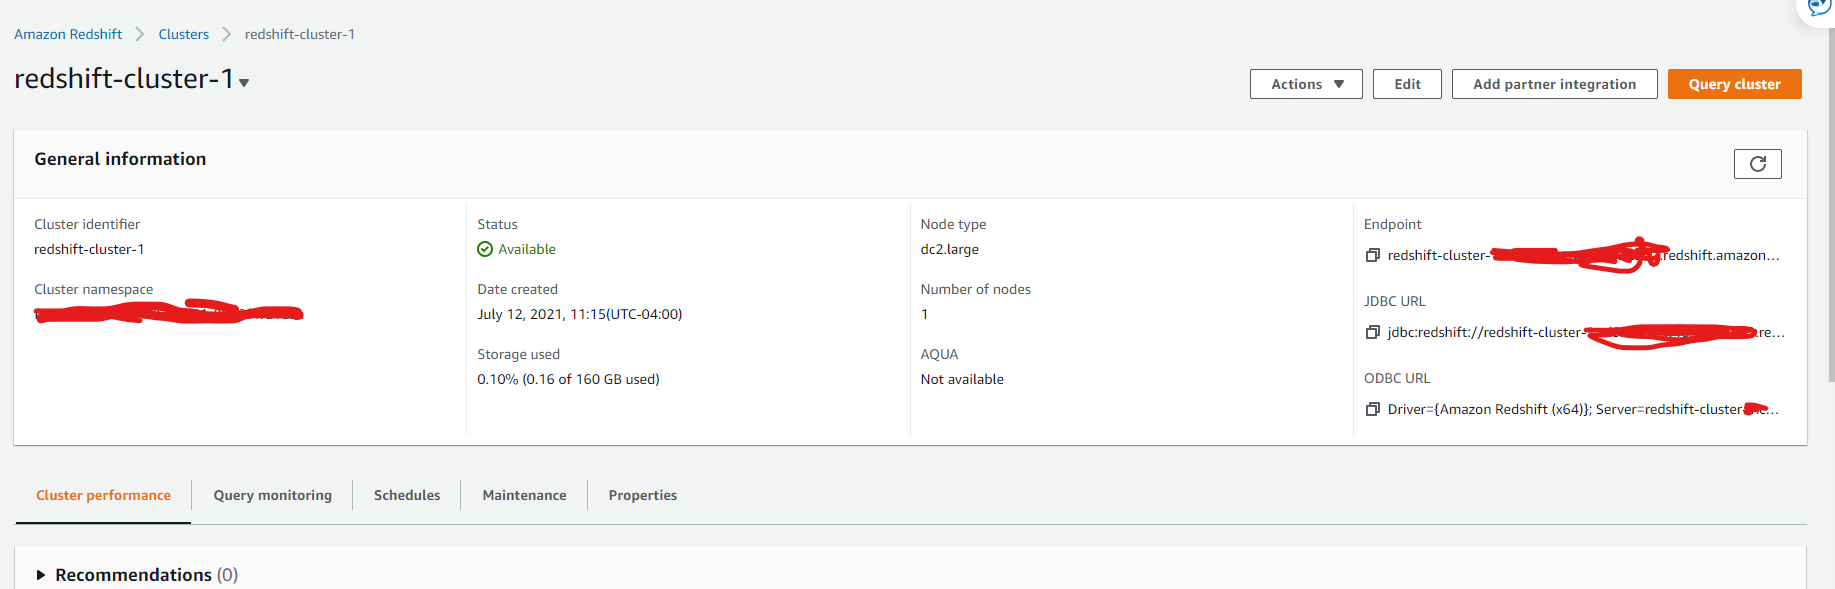 Amazon Redshift > Clusters > redshift-cluster-1
redshift-cluster-1
Actions
Edit
Add partner integration
Query cluster
General information
Cluster identifier
redshift-cluster-1
Cluster namespace
Status
Available
Date created
July 12, 2021, 11:15(UTC-04:00)
Storage used
0.10% (0.16 of 160 GB used)
Node type
dc2.large
Number of nodes
1
AQUA
Not available
Endpoint
redshift-cluster- .redshift.amazon...
JDBC URL
jdbc:redshift://redshift-cluster- .re...
ODBC URL
Driver={Amazon Redshift (x64)}; Server=redshift-cluster- ...
Cluster performance
Query monitoring
Schedules
Maintenance
Properties
Recommendations (0)